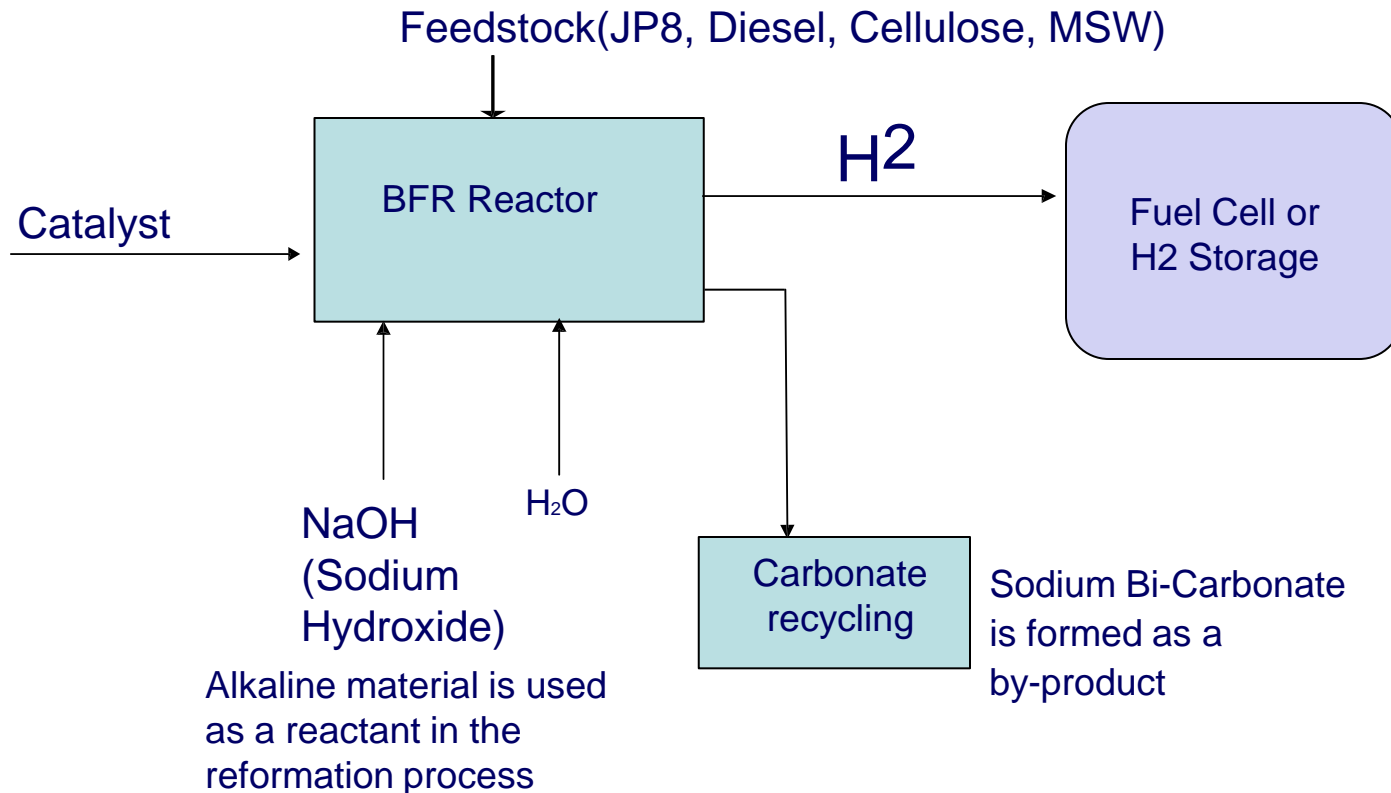 Feedstock(JP8, Diesel, Cellulose, MSW)
BFR Reactor
H2
Catalyst
Fuel Cell or
H2 Storage
NaOH
(Sodium
Hydroxide)
H₂O
Alkaline material is used
as a reactant in the
reformation process
Carbonate
recycling
Sodium Bi-Carbonate
is formed as a
by-product